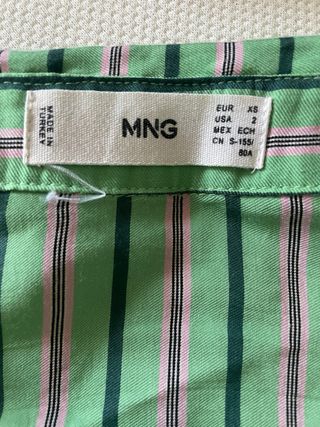 MADE IN
TURKEY
MNG
EUR XS
USA 2
MEX ECH
CN S-155/
80A